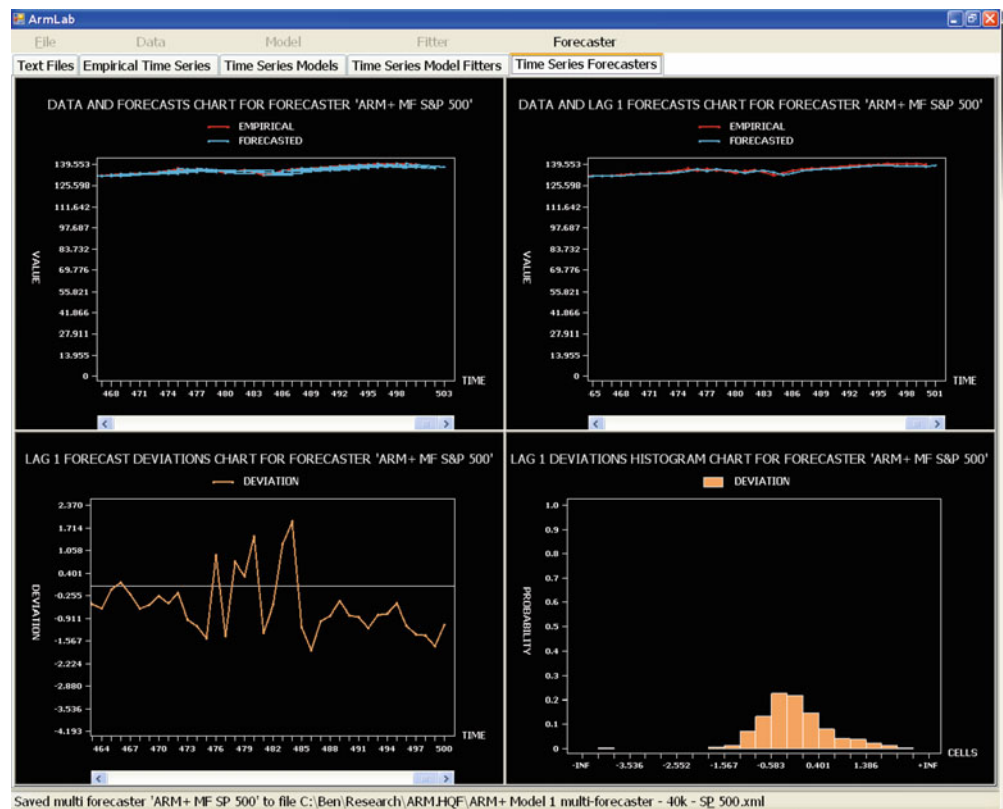 ArmLab
File Data Model Fitter Forecaster
Text Files Empirical Time Series Time Series Models Time Series Model Fitters Time Series Forecasters
DATA AND FORECASTS CHART FOR FORECASTER 'ARM+ MF S&P 500'
EMPIRICAL
FORECASTED
139.553
125.598
111.642
97.687
83.732
69.776
55.821
41.866
27.911
13.955
0
VALUE
TIME
468 471 474 477 480 483 486 489 492 495 498 503
DATA AND LAG 1 FORECASTS CHART FOR FORECASTER 'ARM+ MF S&P 500'
EMPIRICAL
FORECASTED
139.553
125.598
111.642
97.687
83.732
69.776
55.821
41.866
27.911
13.955
0
VALUE
TIME
65 468 471 474 477 480 483 486 489 492 495 498 501
LAG 1 FORECAST DEVIATIONS CHART FOR FORECASTER 'ARM+ MF S&P 500'
DEVIATION
2.370
1.714
1.058
0.401
-0.255
-0.911
-1.567
-2.224
-2.880
-3.536
-4.193
DEVIATION
TIME
464 467 470 473 476 479 482 485 488 491 494 497 500
LAG 1 DEVIATIONS HISTOGRAM CHART FOR FORECASTER 'ARM+ MF S&P 500'
DEVIATION
1.0
0.9
0.8
0.7
0.6
0.5
0.4
0.3
0.2
0.1
0
PROBABILITY
CELLS
-INF -3.536 -2.552 -1.567 -0.583 0.401 1.386 +INF
Saved multi forecaster 'ARM+ MF SP 500' to file C:\Ben\Research\ARM.HQF\ARM+ Model 1 multi-forecaster - 40k - SP 500.xml